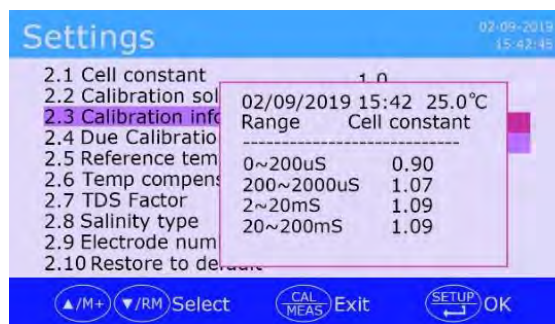 Settings
02-09-2019
15:42:45
2.1 Cell constant 1.0
2.2 Calibration sol
2.3 Calibration info
2.4 Due Calibratio
2.5 Reference tem
2.6 Temp compens
2.7 TDS Factor
2.8 Salinity type
2.9 Electrode num
2.10 Restore to default
02/09/2019 15:42 25.0℃
Range Cell constant
---------------------------
0~200uS 0.90
200~2000uS 1.07
2~20mS 1.09
20~200mS 1.09
▲/M+ ▼/RM Select
CAL
MEAS Exit
SETUP OK